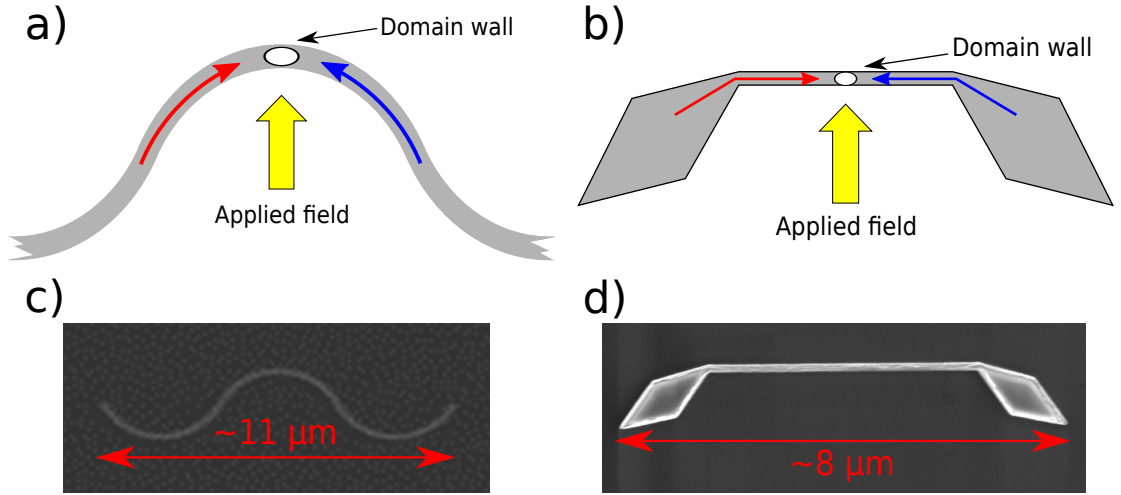 a)
Domain wall
Applied field
b)
Domain wall
Applied field
c)
~11 μm
d)
~8 μm